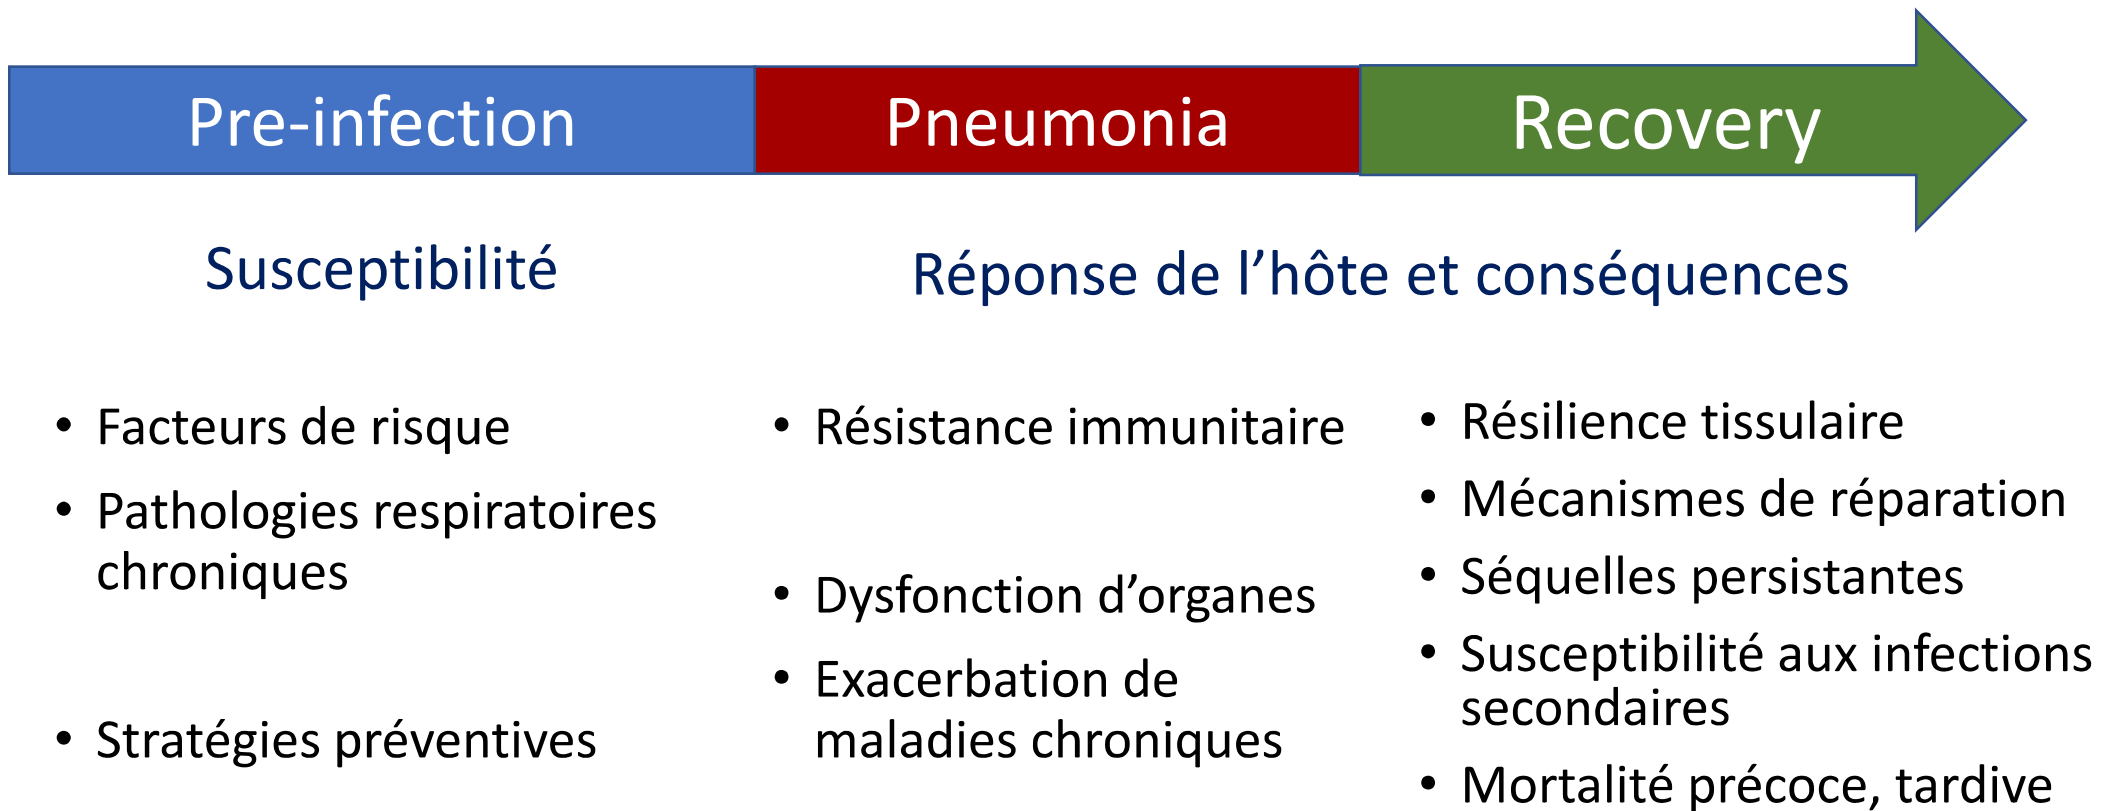 Pre-infection
Pneumonia
Recovery
Susceptibilité
Réponse de l’hôte et conséquences
• Facteurs de risque
• Pathologies respiratoires
chroniques
• Stratégies préventives
• Résistance immunitaire
• Dysfonction d’organes
• Exacerbation de
maladies chroniques
• Résilience tissulaire
• Mécanismes de réparation
• Séquelles persistantes
• Susceptibilité aux infections
secondaires
• Mortalité précoce, tardive